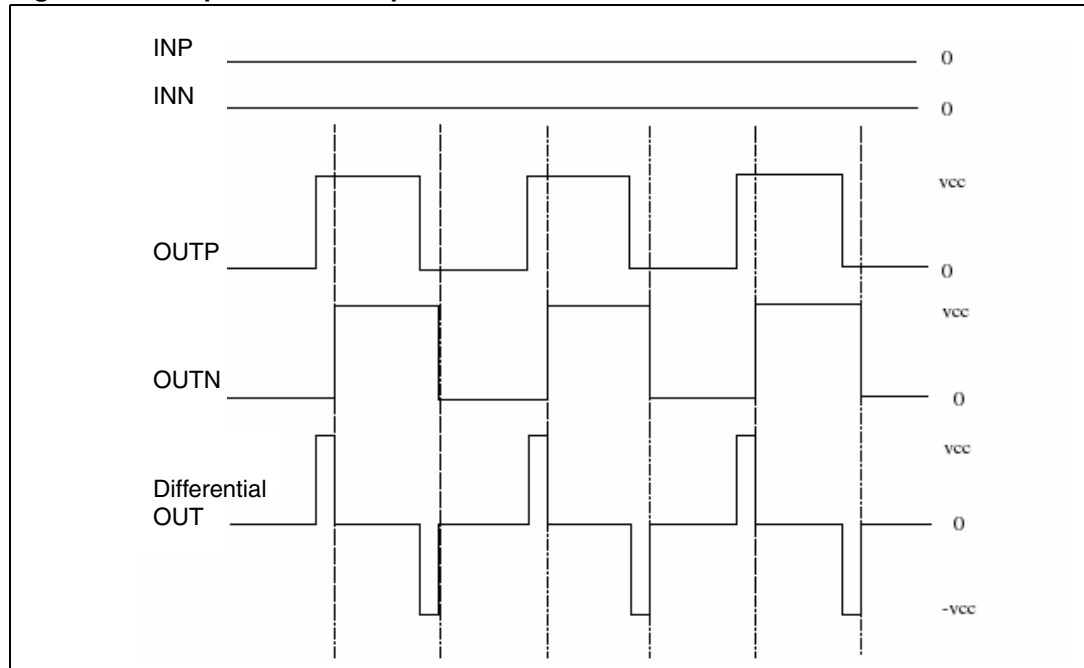 INP 0
INN 0
vcc
OUTP 0
vcc
OUTN 0
vcc
Differential
OUT 0
-vcc